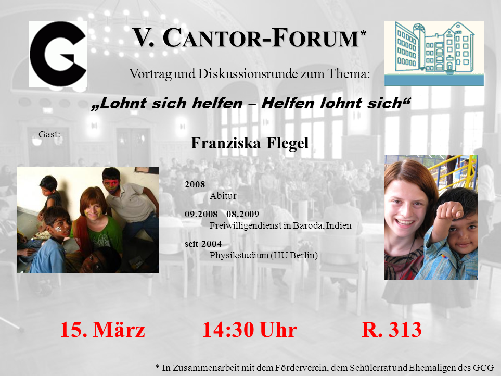 V. CANTOR-FORUM*
Vortrag und Diskussionsrunde zum Thema:
„Lohnt sich helfen – Helfen lohnt sich“
Gast:
Franziska Flegel
2008
Abitur
09.2008 - 08.2009
Freiwilligendienst in Baroda, Indien
seit 2004
Physikstudium (HU Berlin)
15. März 14:30 Uhr R. 313
* In Zusammenarbeit mit dem Förderverein, dem Schülerrat und Ehemaligen des GCG